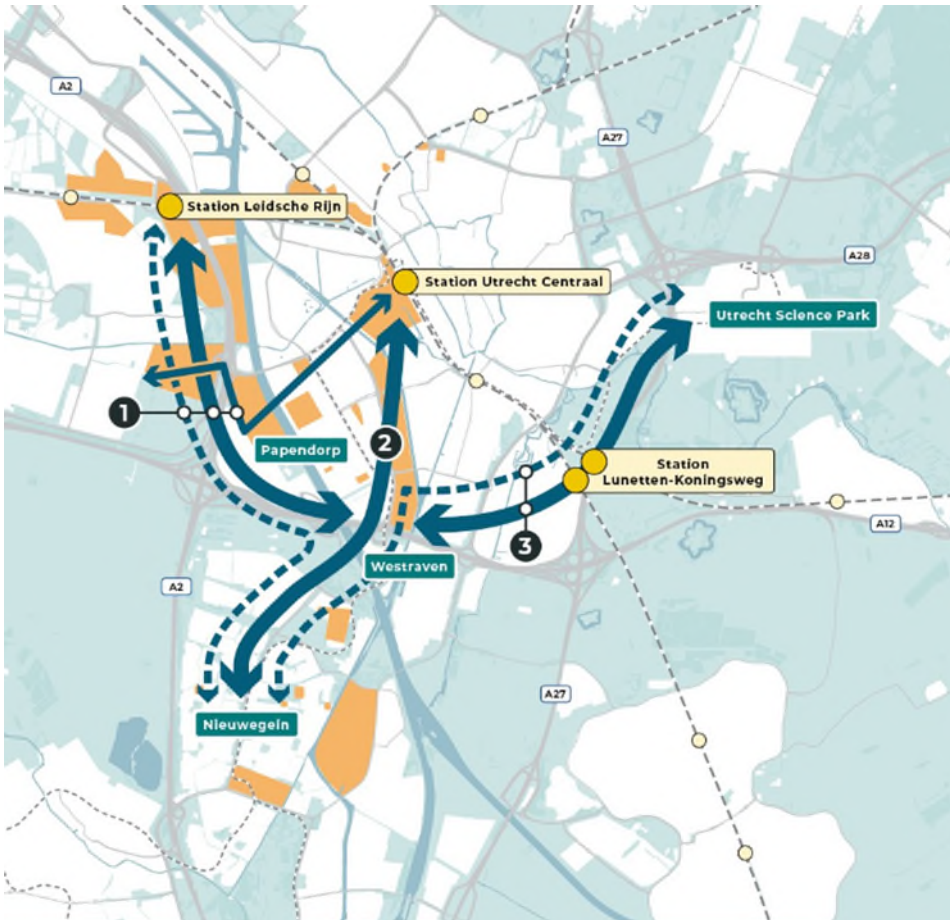 A2
A27
Station Leidsche Rijn
A28
Station Utrecht Centraal
Utrecht Science Park
1
2
Papendorp
Station
Lunetten-Koningsweg
A12
3
Westraven
A2
A27
Nieuwegein